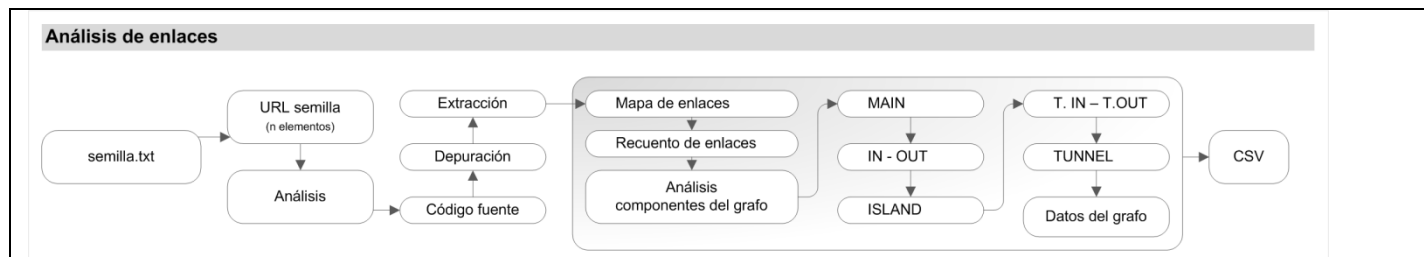 Análisis de enlaces
semilla.txt
URL semilla
(n elementos)
Análisis
Código fuente
Depuración
Extracción
Mapa de enlaces
Recuento de enlaces
Análisis
componentes del grafo
MAIN
IN - OUT
ISLAND
T. IN – T.OUT
TUNNEL
Datos del grafo
CSV